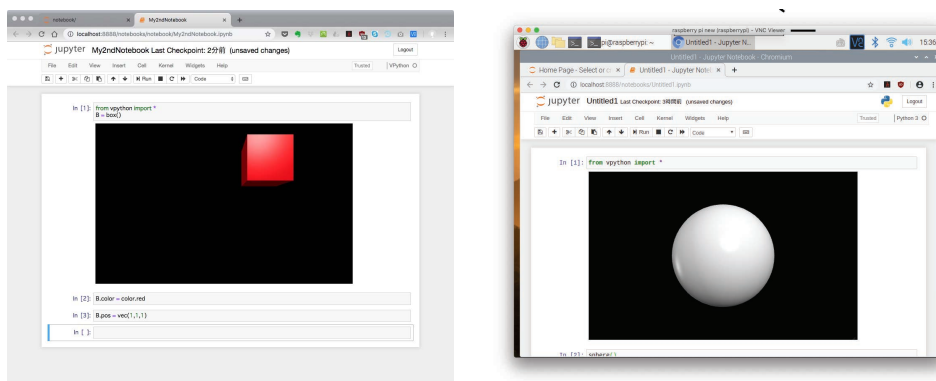 notebook/
My2ndNotebook
localhost:8888/notebooks/notebook/My2ndNotebook.ipynb
jupyter My2ndNotebook Last Checkpoint: 2分前 (unsaved changes)
Logout
File Edit View Insert Cell Kernel Widgets Help
Trusted
VPython
Run
Code
In [1]: from vpython import *
B = box()
In [2]: B.color = color.red
In [3]: B.pos = vec(1,1,1)
In [ ]:
raspberry pi new (raspberrypi) - VNC Viewer
pi@raspberrypi: ~
Untitled1 - Jupyter N..
15:36
Untitled1 - Jupyter Notebook - Chromium
Home Page - Select or c
Untitled1 - Jupyter Note
localhost:8888/notebooks/Untitled1.ipynb
jupyter Untitled1 Last Checkpoint: 3時間前 (unsaved changes)
Logout
File Edit View Insert Cell Kernel Widgets Help
Trusted
Python 3
Run
Code
In [1]: from vpython import *
In [2]: sphere()